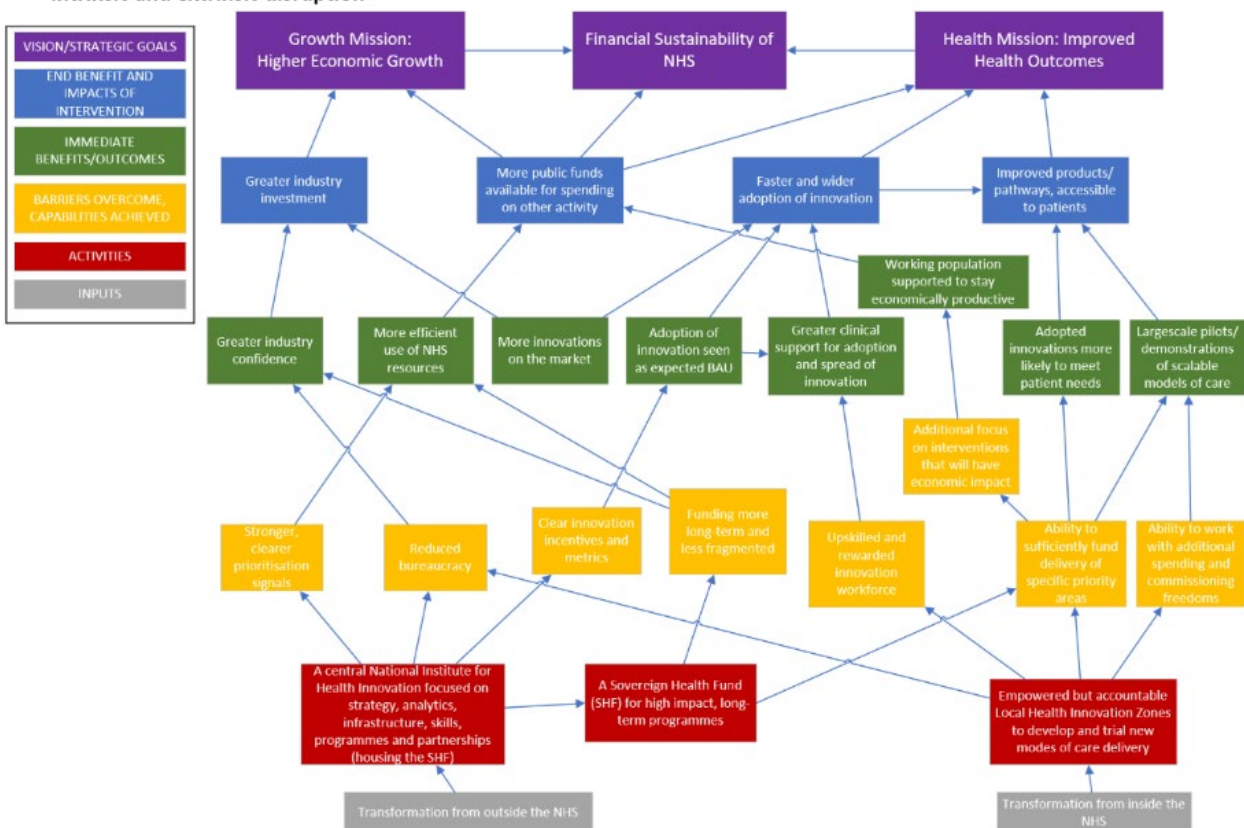 intrinsic and extrinsic disruption
VISION/STRATEGIC GOALS
END BENEFIT AND
IMPACTS OF
INTERVENTION
IMMEDIATE
BENEFITS/OUTCOMES
BARRIERS OVERCOME,
CAPABILITIES ACHIEVED
ACTIVITIES
INPUTS
Growth Mission:
Higher Economic Growth
Financial Sustainability of
NHS
Health Mission: Improved
Health Outcomes
Greater industry
investment
More public funds
available for spending
on other activity
Faster and wider
adoption of innovation
Improved products/
pathways, accessible
to patients
Working population
supported to stay
economically productive
Greater industry
confidence
More efficient
use of NHS
resources
More innovations
on the market
Adoption of
innovation seen
as expected BAU
Greater clinical
support for adoption
and spread of
innovation
Adopted
innovations more
likely to meet
patient needs
Largescale pilots/
demonstrations
of scalable
models of care
Additional focus
on interventions
that will have
economic impact
Stronger,
clearer
prioritisation
signals
Reduced
bureaucracy
Clear innovation
incentives and
metrics
Funding more
long-term and
less fragmented
Upskilled and
rewarded
innovation
workforce
Ability to
sufficiently fund
delivery of
specific priority
areas
Ability to work
with additional
spending and
commissioning
freedoms
A central National Institute for
Health Innovation focused on
strategy, analytics,
infrastructure, skills,
programmes and partnerships
(housing the SHF)
A Sovereign Health Fund
(SHF) for high impact, long-
term programmes
Empowered but accountable
Local Health Innovation Zones
to develop and trial new
modes of care delivery
Transformation from outside the NHS
Transformation from inside the
NHS